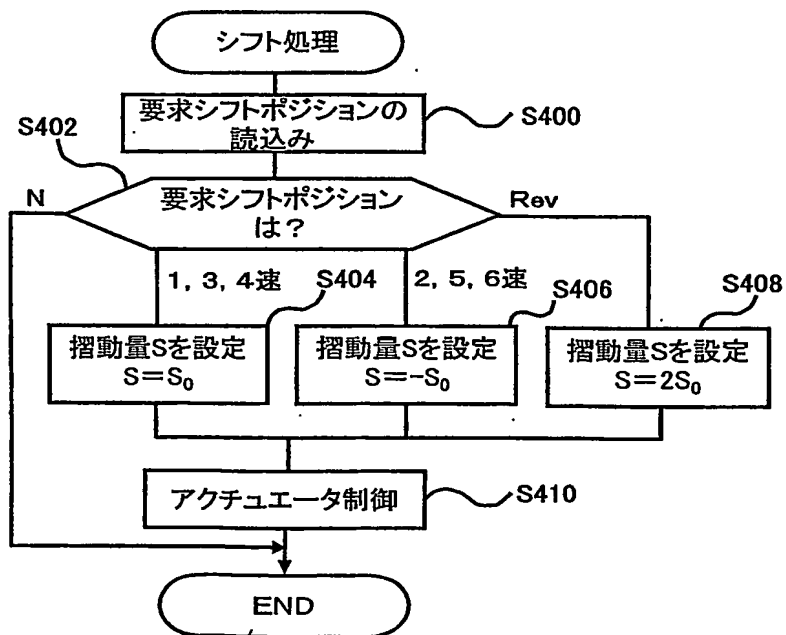 シフト処理
要求シフトポジションの
読込み
S400
S402
N
要求シフトポジション
は?
Rev
1, 3, 4速
S404
2, 5, 6速
S406
S408
摺動量Sを設定
S=S₀
摺動量Sを設定
S=-S₀
摺動量Sを設定
S=2S₀
アクチュエータ制御
S410
END